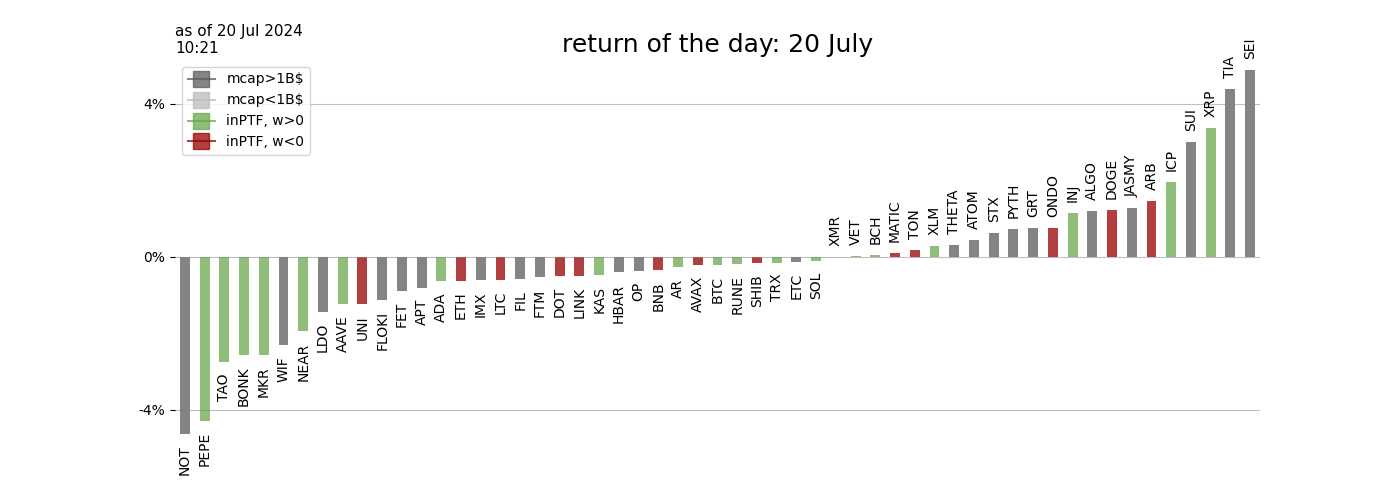 as of 20 Jul 2024
10:21
return of the day: 20 July
mcap>1B$
mcap<1B$
inPTF, w>0
inPTF, w<0
4%
0%
-4%
NOT
PEPE
TAO
BONK
MKR
WIF
NEAR
LDO
AAVE
UNI
FLOKI
FET
APT
ADA
ETH
IMX
LTC
FIL
FTM
DOT
LINK
KAS
HBAR
OP
BNB
AR
AVAX
BTC
RUNE
SHIB
TRX
ETC
SOL
XMR
VET
BCH
MATIC
TON
XLM
THETA
ATOM
STX
PYTH
GRT
ONDO
INJ
ALGO
DOGE
JASMY
ARB
ICP
SUI
XRP
TIA
SEI